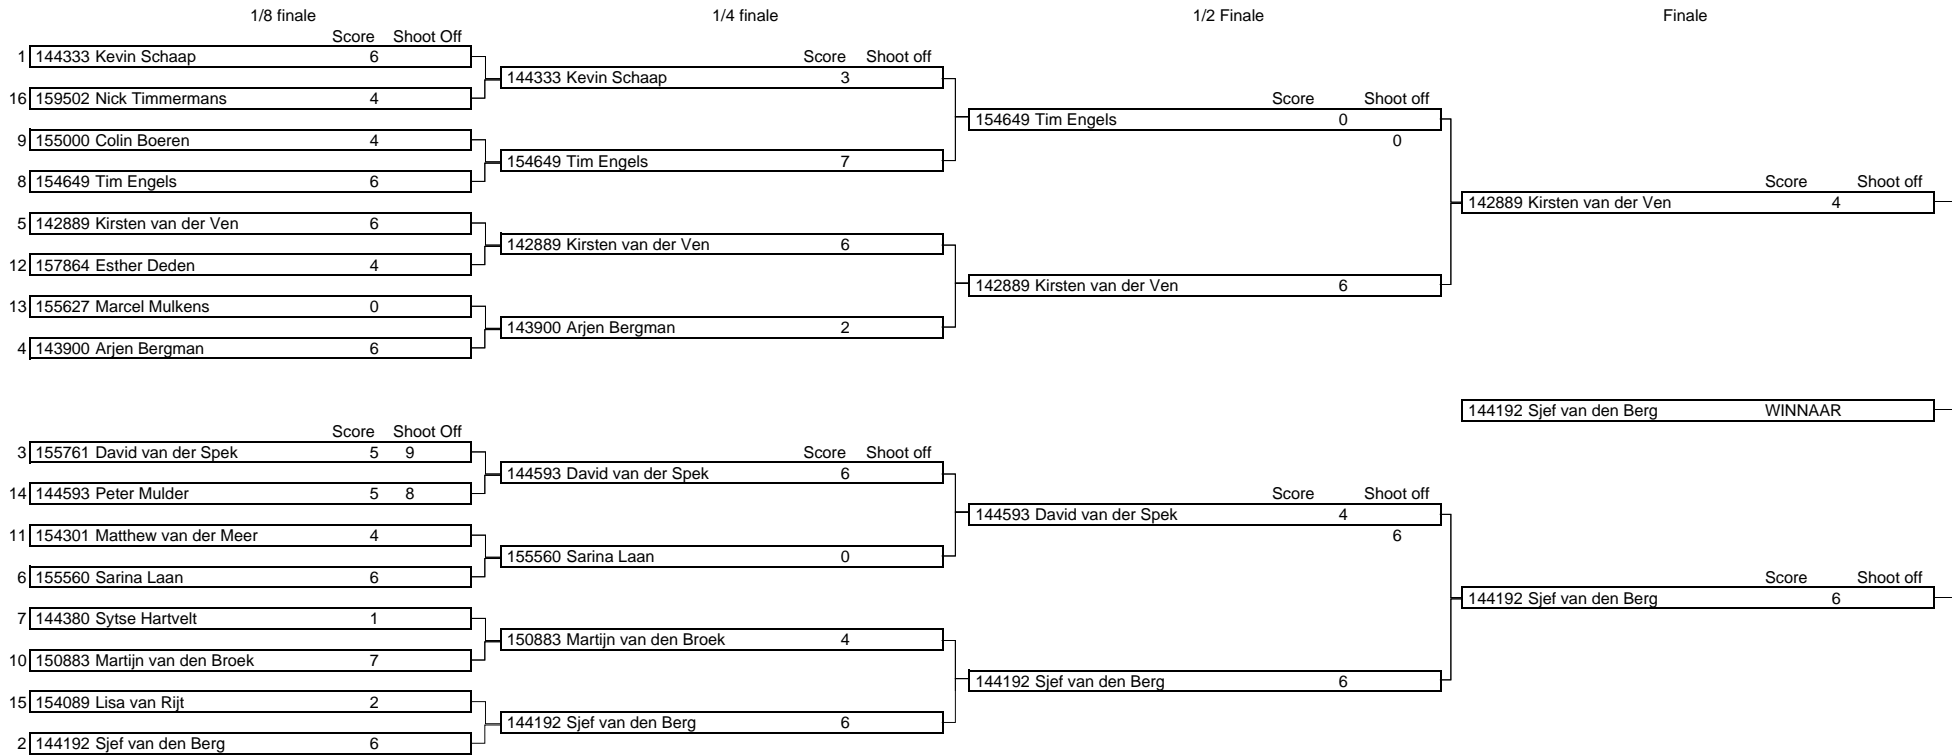 1/8 finale 1/4 finale 1/2 Finale Finale
Score Shoot Off
1 144333 Kevin Schaap 6 Score Shoot off
144333 Kevin Schaap 3
16 159502 Nick Timmermans 4 Score Shoot off
154649 Tim Engels 0
9 155000 Colin Boeren 4 0
154649 Tim Engels 7
8 154649 Tim Engels 6 Score Shoot off
142889 Kirsten van der Ven 4
5 142889 Kirsten van der Ven 6
142889 Kirsten van der Ven 6
12 157864 Esther Deden 4
142889 Kirsten van der Ven 6
13 155627 Marcel Mulkens 0
143900 Arjen Bergman 2
4 143900 Arjen Bergman 6
144192 Sjef van den Berg WINNAAR
Score Shoot Off
3 155761 David van der Spek 5 9 Score Shoot off
144593 David van der Spek 6
14 144593 Peter Mulder 5 8 Score Shoot off
144593 David van der Spek 4
11 154301 Matthew van der Meer 4 6
155560 Sarina Laan 0
6 155560 Sarina Laan 6 Score Shoot off
144192 Sjef van den Berg 6
7 144380 Sytse Hartvelt 1
150883 Martijn van den Broek 4
10 150883 Martijn van den Broek 7
144192 Sjef van den Berg 6
15 154089 Lisa van Rijt 2
144192 Sjef van den Berg 6
2 144192 Sjef van den Berg 6